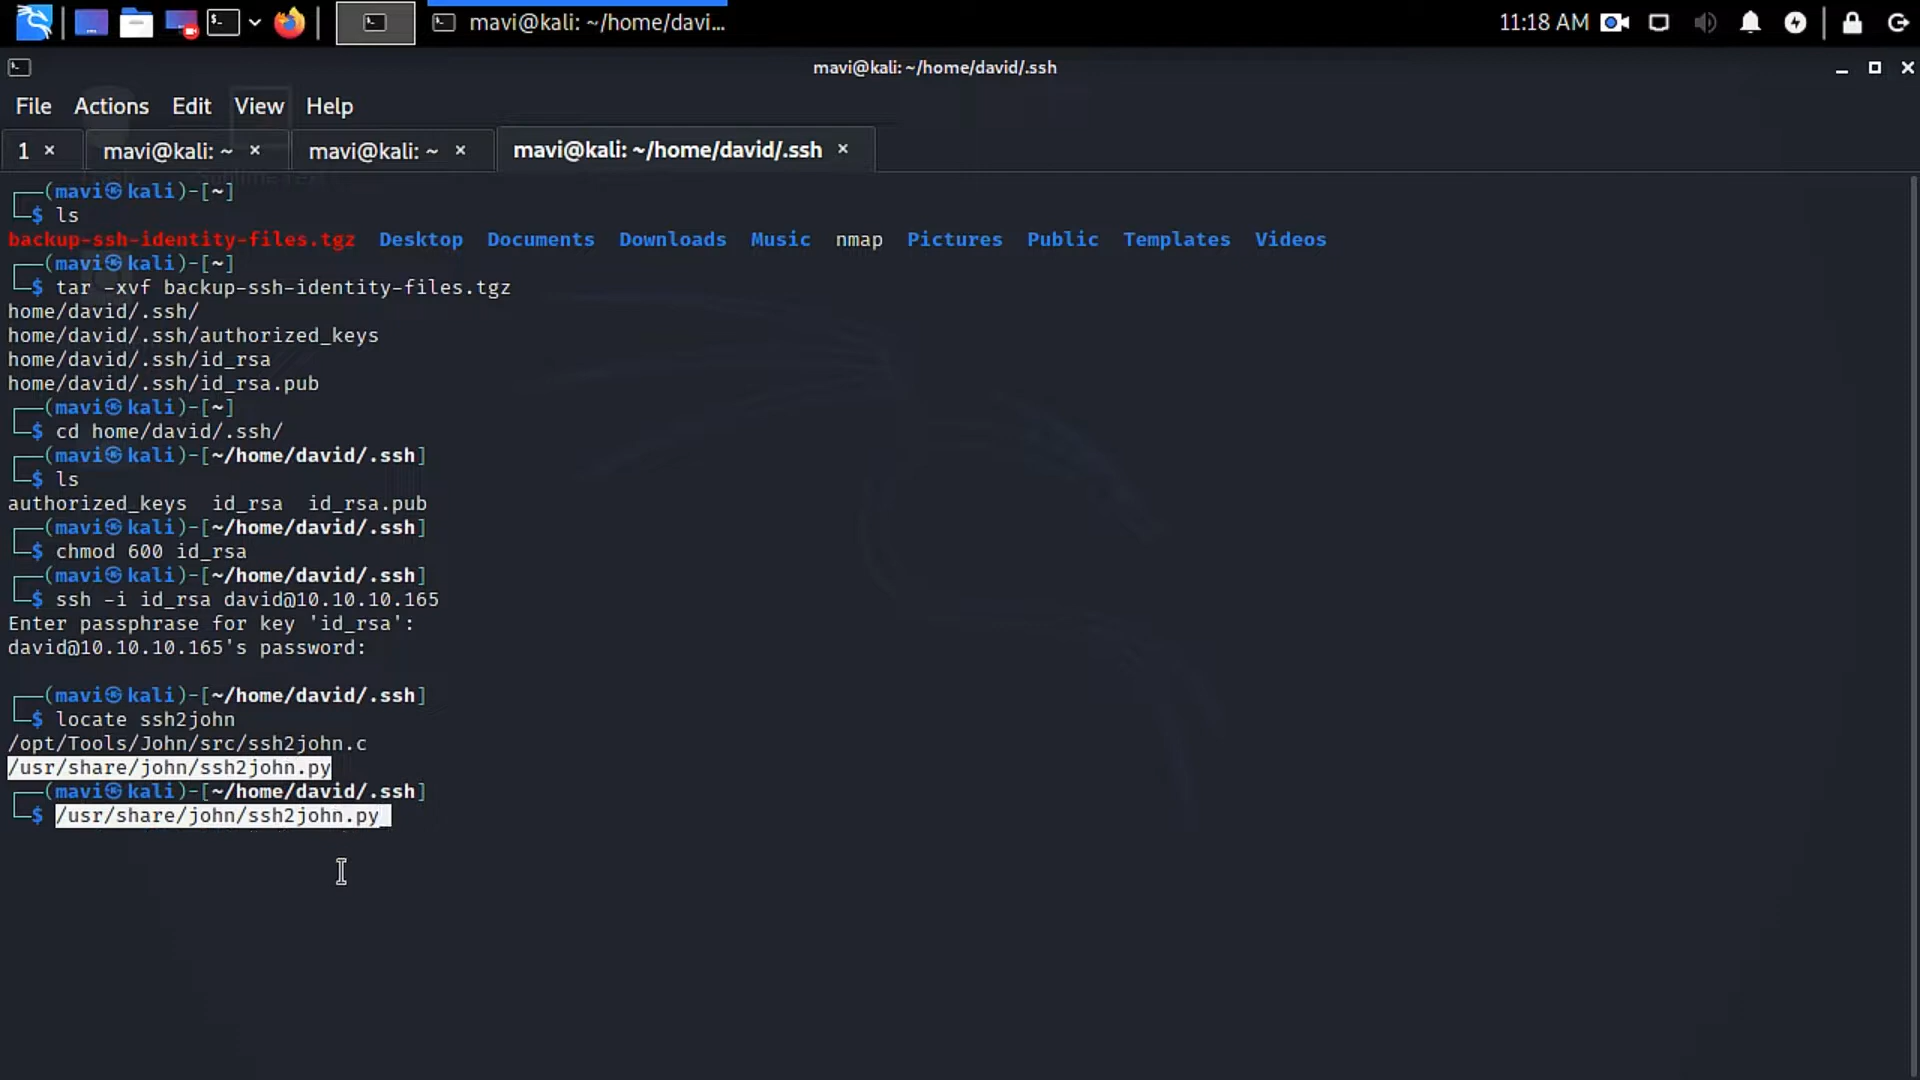 11:18 AM
mavi@kali: ~/home/davi...
mavi@kali: ~/home/david/.ssh
File Actions Edit View Help
1 × mavi@kali: ~ × mavi@kali: ~ × mavi@kali: ~/home/david/.ssh ×
┌──(mavi㉿kali)-[~]
└─$ ls
backup-ssh-identity-files.tgz Desktop Documents Downloads Music nmap Pictures Public Templates Videos
┌──(mavi㉿kali)-[~]
└─$ tar -xvf backup-ssh-identity-files.tgz
home/david/.ssh/
home/david/.ssh/authorized_keys
home/david/.ssh/id_rsa
home/david/.ssh/id_rsa.pub
┌──(mavi㉿kali)-[~]
└─$ cd home/david/.ssh/
┌──(mavi㉿kali)-[~/home/david/.ssh]
└─$ ls
authorized_keys id_rsa id_rsa.pub
┌──(mavi㉿kali)-[~/home/david/.ssh]
└─$ chmod 600 id_rsa
┌──(mavi㉿kali)-[~/home/david/.ssh]
└─$ ssh -i id_rsa david@10.10.10.165
Enter passphrase for key 'id_rsa':
david@10.10.10.165's password:
┌──(mavi㉿kali)-[~/home/david/.ssh]
└─$ locate ssh2john
/opt/Tools/John/src/ssh2john.c
/usr/share/john/ssh2john.py
┌──(mavi㉿kali)-[~/home/david/.ssh]
└─$ /usr/share/john/ssh2john.py